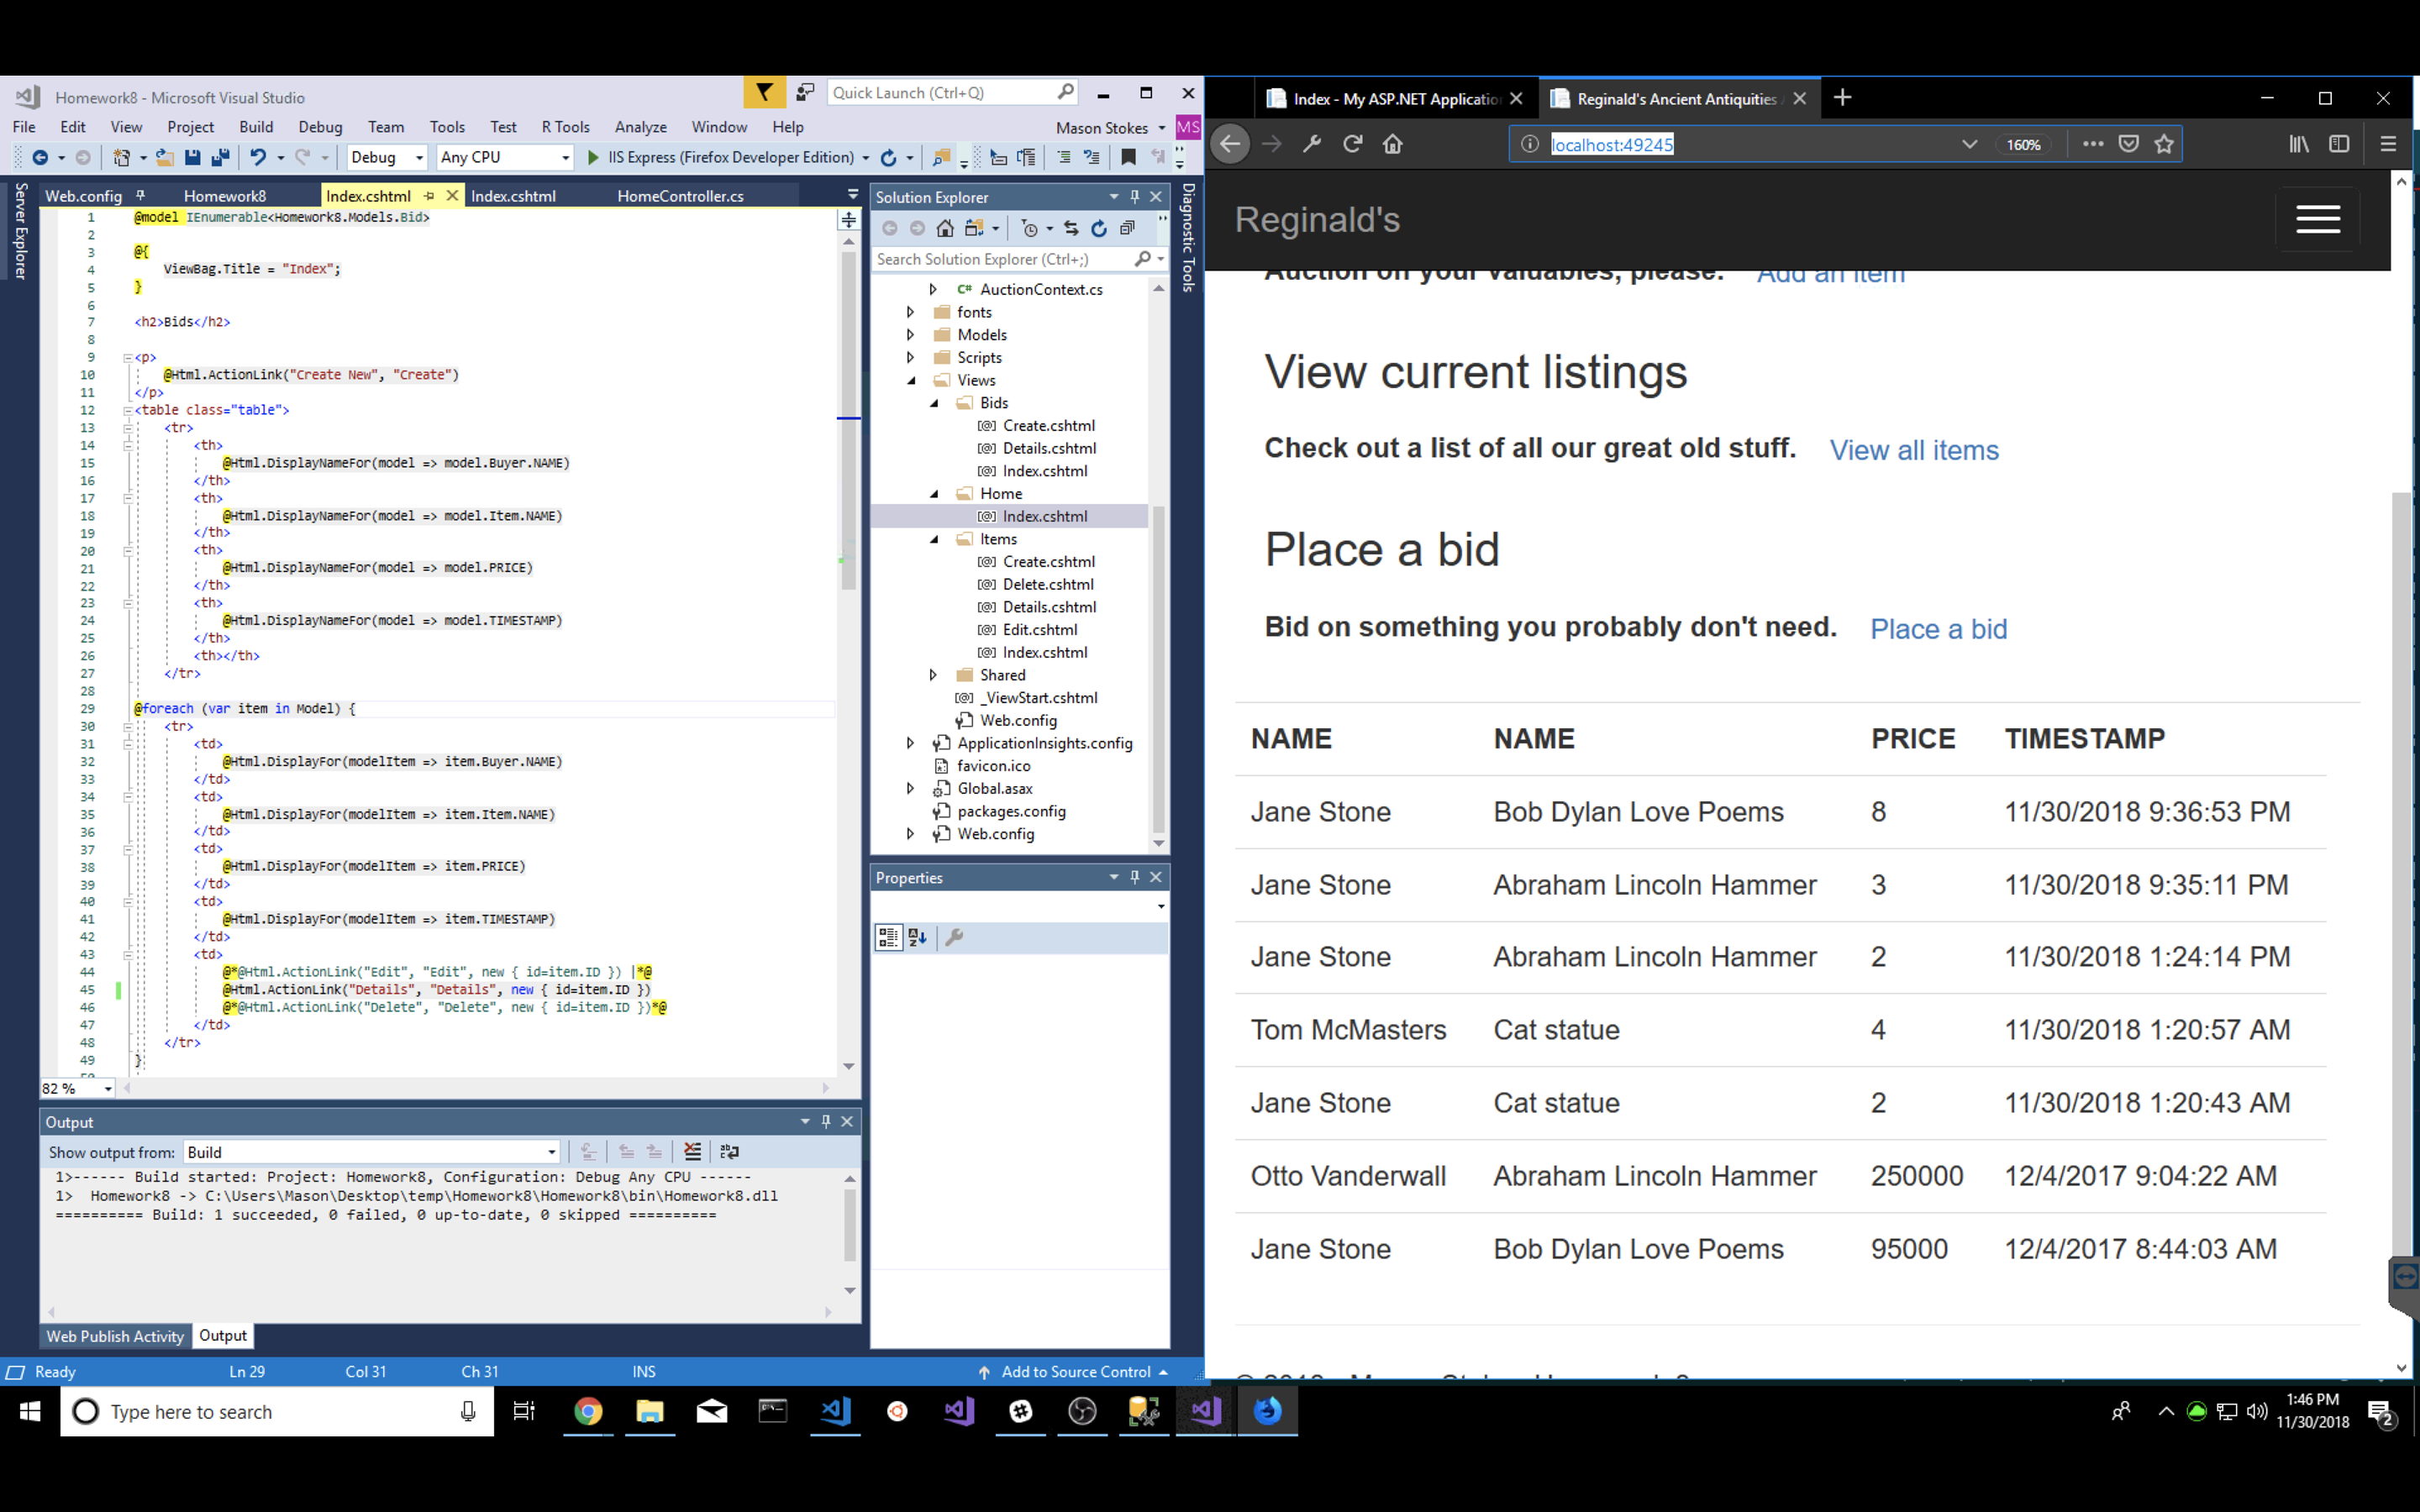 Homework8 - Microsoft Visual Studio
Quick Launch (Ctrl+Q)
File Edit View Project Build Debug Team Tools Test R Tools Analyze Window Help
Mason Stokes MS
Debug Any CPU IIS Express (Firefox Developer Edition)
Server Explorer
Web.config Homework8 Index.cshtml Index.cshtml HomeController.cs
1 @model IEnumerable<Homework8.Models.Bid>
2
3 @{
4 ViewBag.Title = "Index";
5 }
6
7 <h2>Bids</h2>
8
9 <p>
10 @Html.ActionLink("Create New", "Create")
11 </p>
12 <table class="table">
13 <tr>
14 <th>
15 @Html.DisplayNameFor(model => model.Buyer.NAME)
16 </th>
17 <th>
18 @Html.DisplayNameFor(model => model.Item.NAME)
19 </th>
20 <th>
21 @Html.DisplayNameFor(model => model.PRICE)
22 </th>
23 <th>
24 @Html.DisplayNameFor(model => model.TIMESTAMP)
25 </th>
26 <th></th>
27 </tr>
28
29 @foreach (var item in Model) {
30 <tr>
31 <td>
32 @Html.DisplayFor(modelItem => item.Buyer.NAME)
33 </td>
34 <td>
35 @Html.DisplayFor(modelItem => item.Item.NAME)
36 </td>
37 <td>
38 @Html.DisplayFor(modelItem => item.PRICE)
39 </td>
40 <td>
41 @Html.DisplayFor(modelItem => item.TIMESTAMP)
42 </td>
43 <td>
44 @*@Html.ActionLink("Edit", "Edit", new { id=item.ID }) |*@
45 @Html.ActionLink("Details", "Details", new { id=item.ID })
46 @*@Html.ActionLink("Delete", "Delete", new { id=item.ID })*@
47 </td>
48 </tr>
49 }
82 %
Output
Show output from: Build
1>------ Build started: Project: Homework8, Configuration: Debug Any CPU ------
1> Homework8 -> C:\Users\Mason\Desktop\temp\Homework8\Homework8\bin\Homework8.dll
========== Build: 1 succeeded, 0 failed, 0 up-to-date, 0 skipped ==========
Web Publish Activity Output
Ready Ln 29 Col 31 Ch 31 INS Add to Source Control
Solution Explorer
Search Solution Explorer (Ctrl+;)
C# AuctionContext.cs
fonts
Models
Scripts
Views
Bids
[@] Create.cshtml
[@] Details.cshtml
[@] Index.cshtml
Home
[@] Index.cshtml
Items
[@] Create.cshtml
[@] Delete.cshtml
[@] Details.cshtml
[@] Edit.cshtml
[@] Index.cshtml
Shared
[@] _ViewStart.cshtml
Web.config
ApplicationInsights.config
favicon.ico
Global.asax
packages.config
Web.config
Properties
Diagnostic Tools
Index - My ASP.NET Applicatio
Reginald's Ancient Antiquities
localhost:49245
160%
Reginald's
Auction off your valuables, please. Add an item
View current listings
Check out a list of all our great old stuff. View all items
Place a bid
Bid on something you probably don't need. Place a bid
NAME NAME PRICE TIMESTAMP
Jane Stone Bob Dylan Love Poems 8 11/30/2018 9:36:53 PM
Jane Stone Abraham Lincoln Hammer 3 11/30/2018 9:35:11 PM
Jane Stone Abraham Lincoln Hammer 2 11/30/2018 1:24:14 PM
Tom McMasters Cat statue 4 11/30/2018 1:20:57 AM
Jane Stone Cat statue 2 11/30/2018 1:20:43 AM
Otto Vanderwall Abraham Lincoln Hammer 250000 12/4/2017 9:04:22 AM
Jane Stone Bob Dylan Love Poems 95000 12/4/2017 8:44:03 AM
Type here to search
1:46 PM
11/30/2018
2